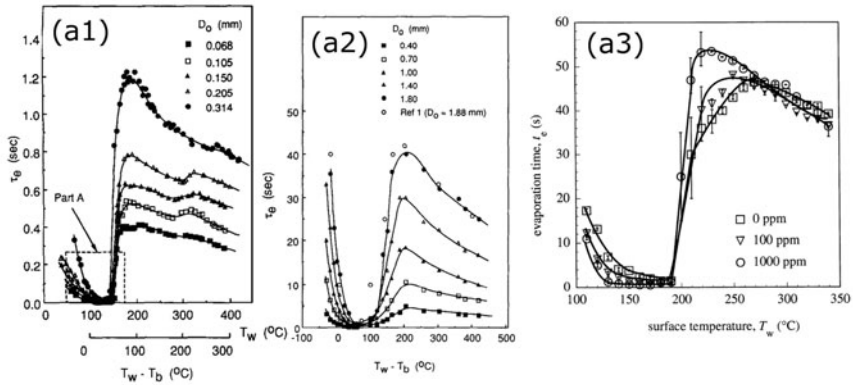 (a1)
D₀ (mm)
0.068
0.105
0.150
0.205
0.314
τe (sec)
1.4
1.2
1.0
0.8
0.6
0.4
0.2
0.0
Part A
0 100 200 300 400
Tw (°C)
0 100 200 300
Tw - Tb (°C)
(a2)
D₀ (mm)
0.40
0.70
1.00
1.40
1.80
Ref 1 (D₀ = 1.88 mm)
τe (sec)
50
40
30
20
10
0
-100 0 100 200 300 400 500
Tw - Tb (°C)
(a3)
evaporation time, te (s)
60
50
40
30
20
10
0
0 ppm
100 ppm
1000 ppm
100 150 200 250 300 350
surface temperature, Tw (°C)